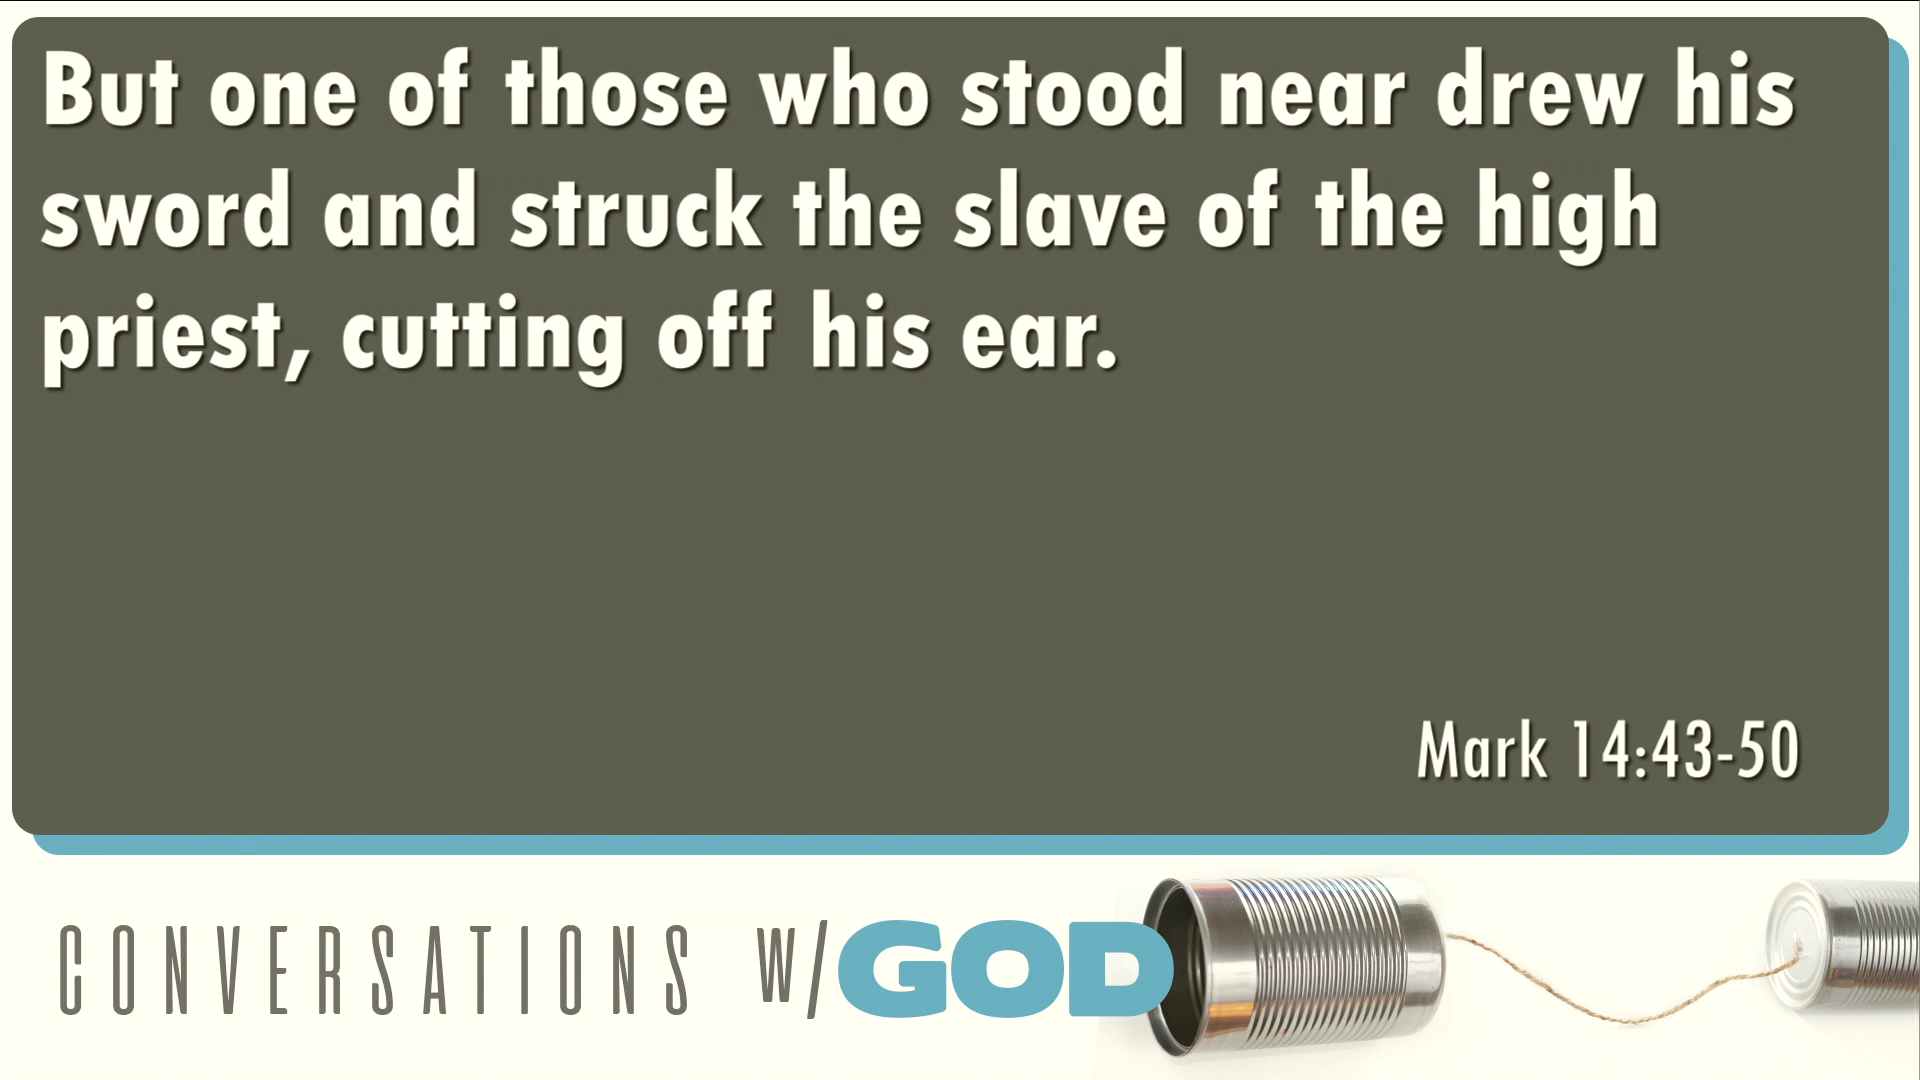 But one of those who stood near drew his
sword and struck the slave of the high
priest, cutting off his ear.
Mark 14:43-50
CONVERSATIONS W/GOD